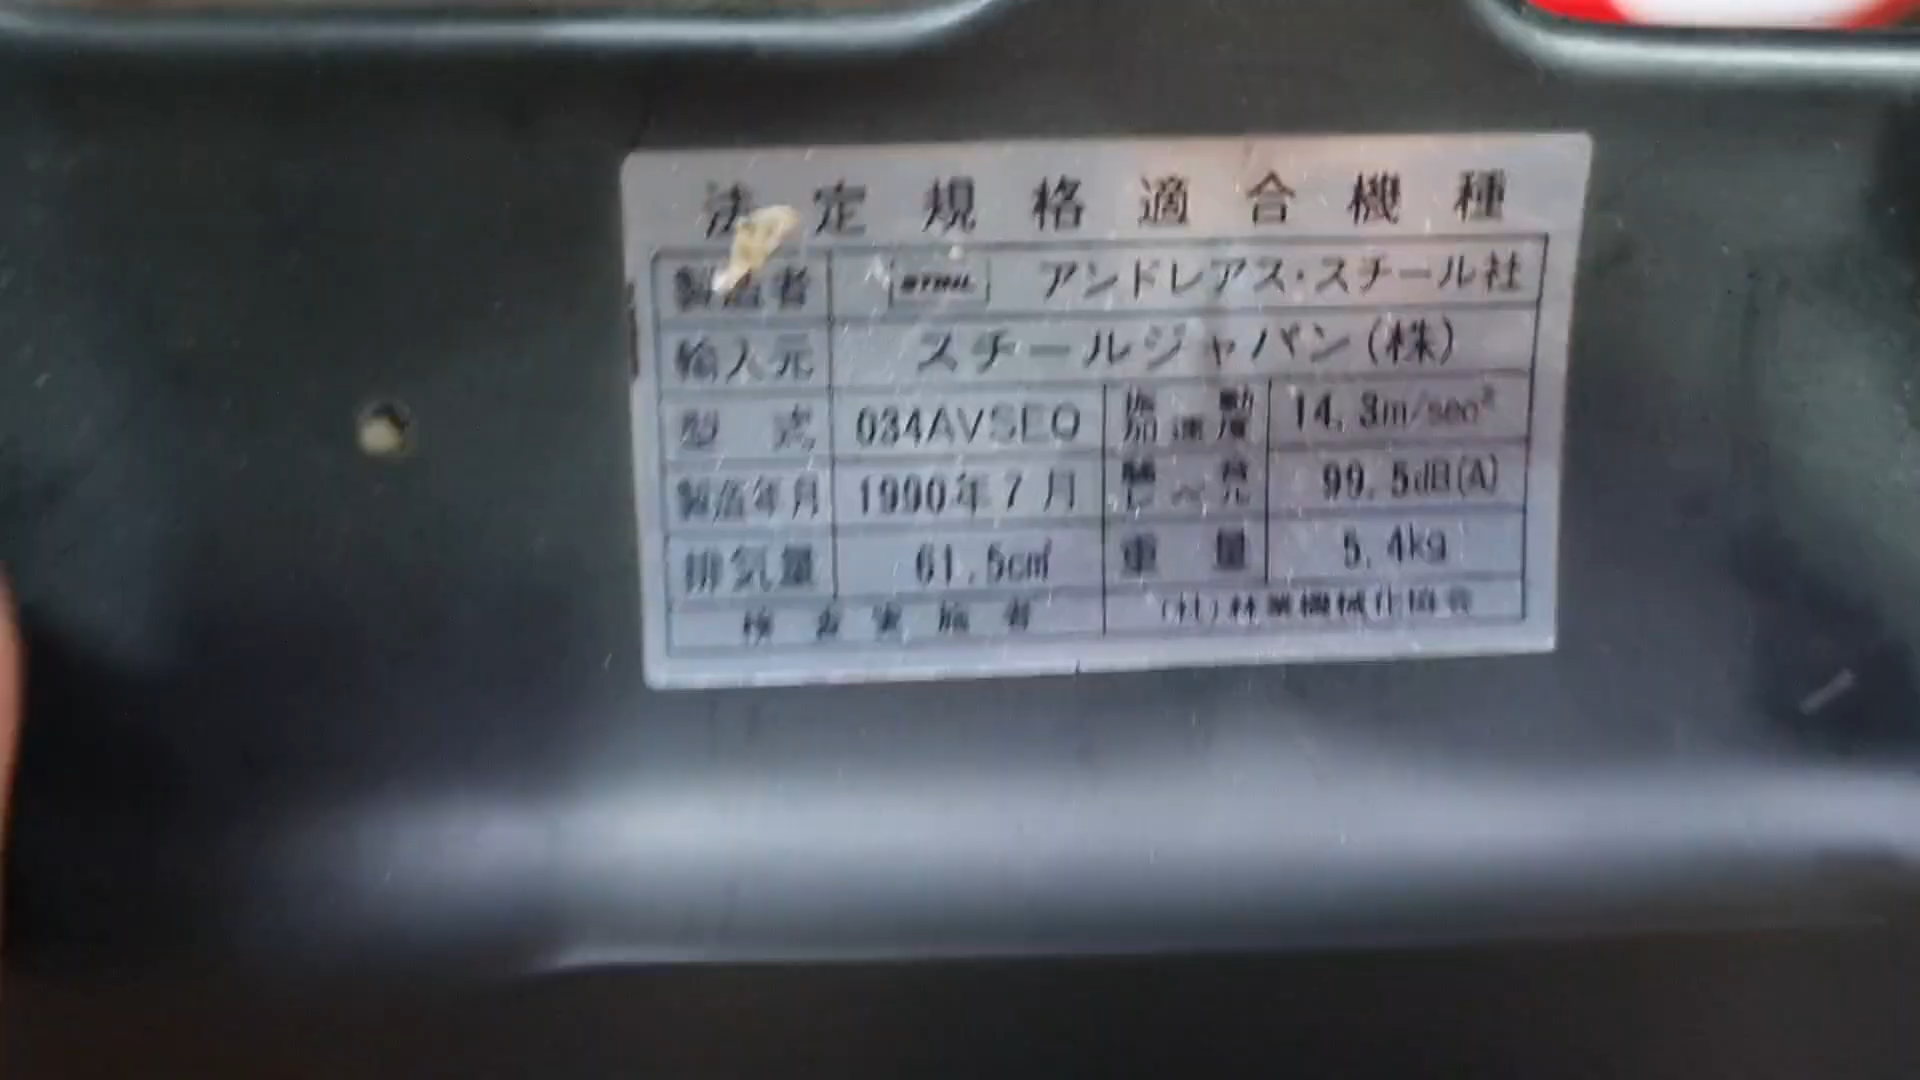 法定規格適合機種
製造者 STIHL アンドレアス・スチール社
輸入元 スチールジャパン(株)
型式 034AVSEQ 振動加速度 14.3m/sec²
製造年月 1990年7月 騒音レベル 99.5dB(A)
排気量 61.5cm³ 重量 5.4kg
検査実施者 (社)林業機械化協会